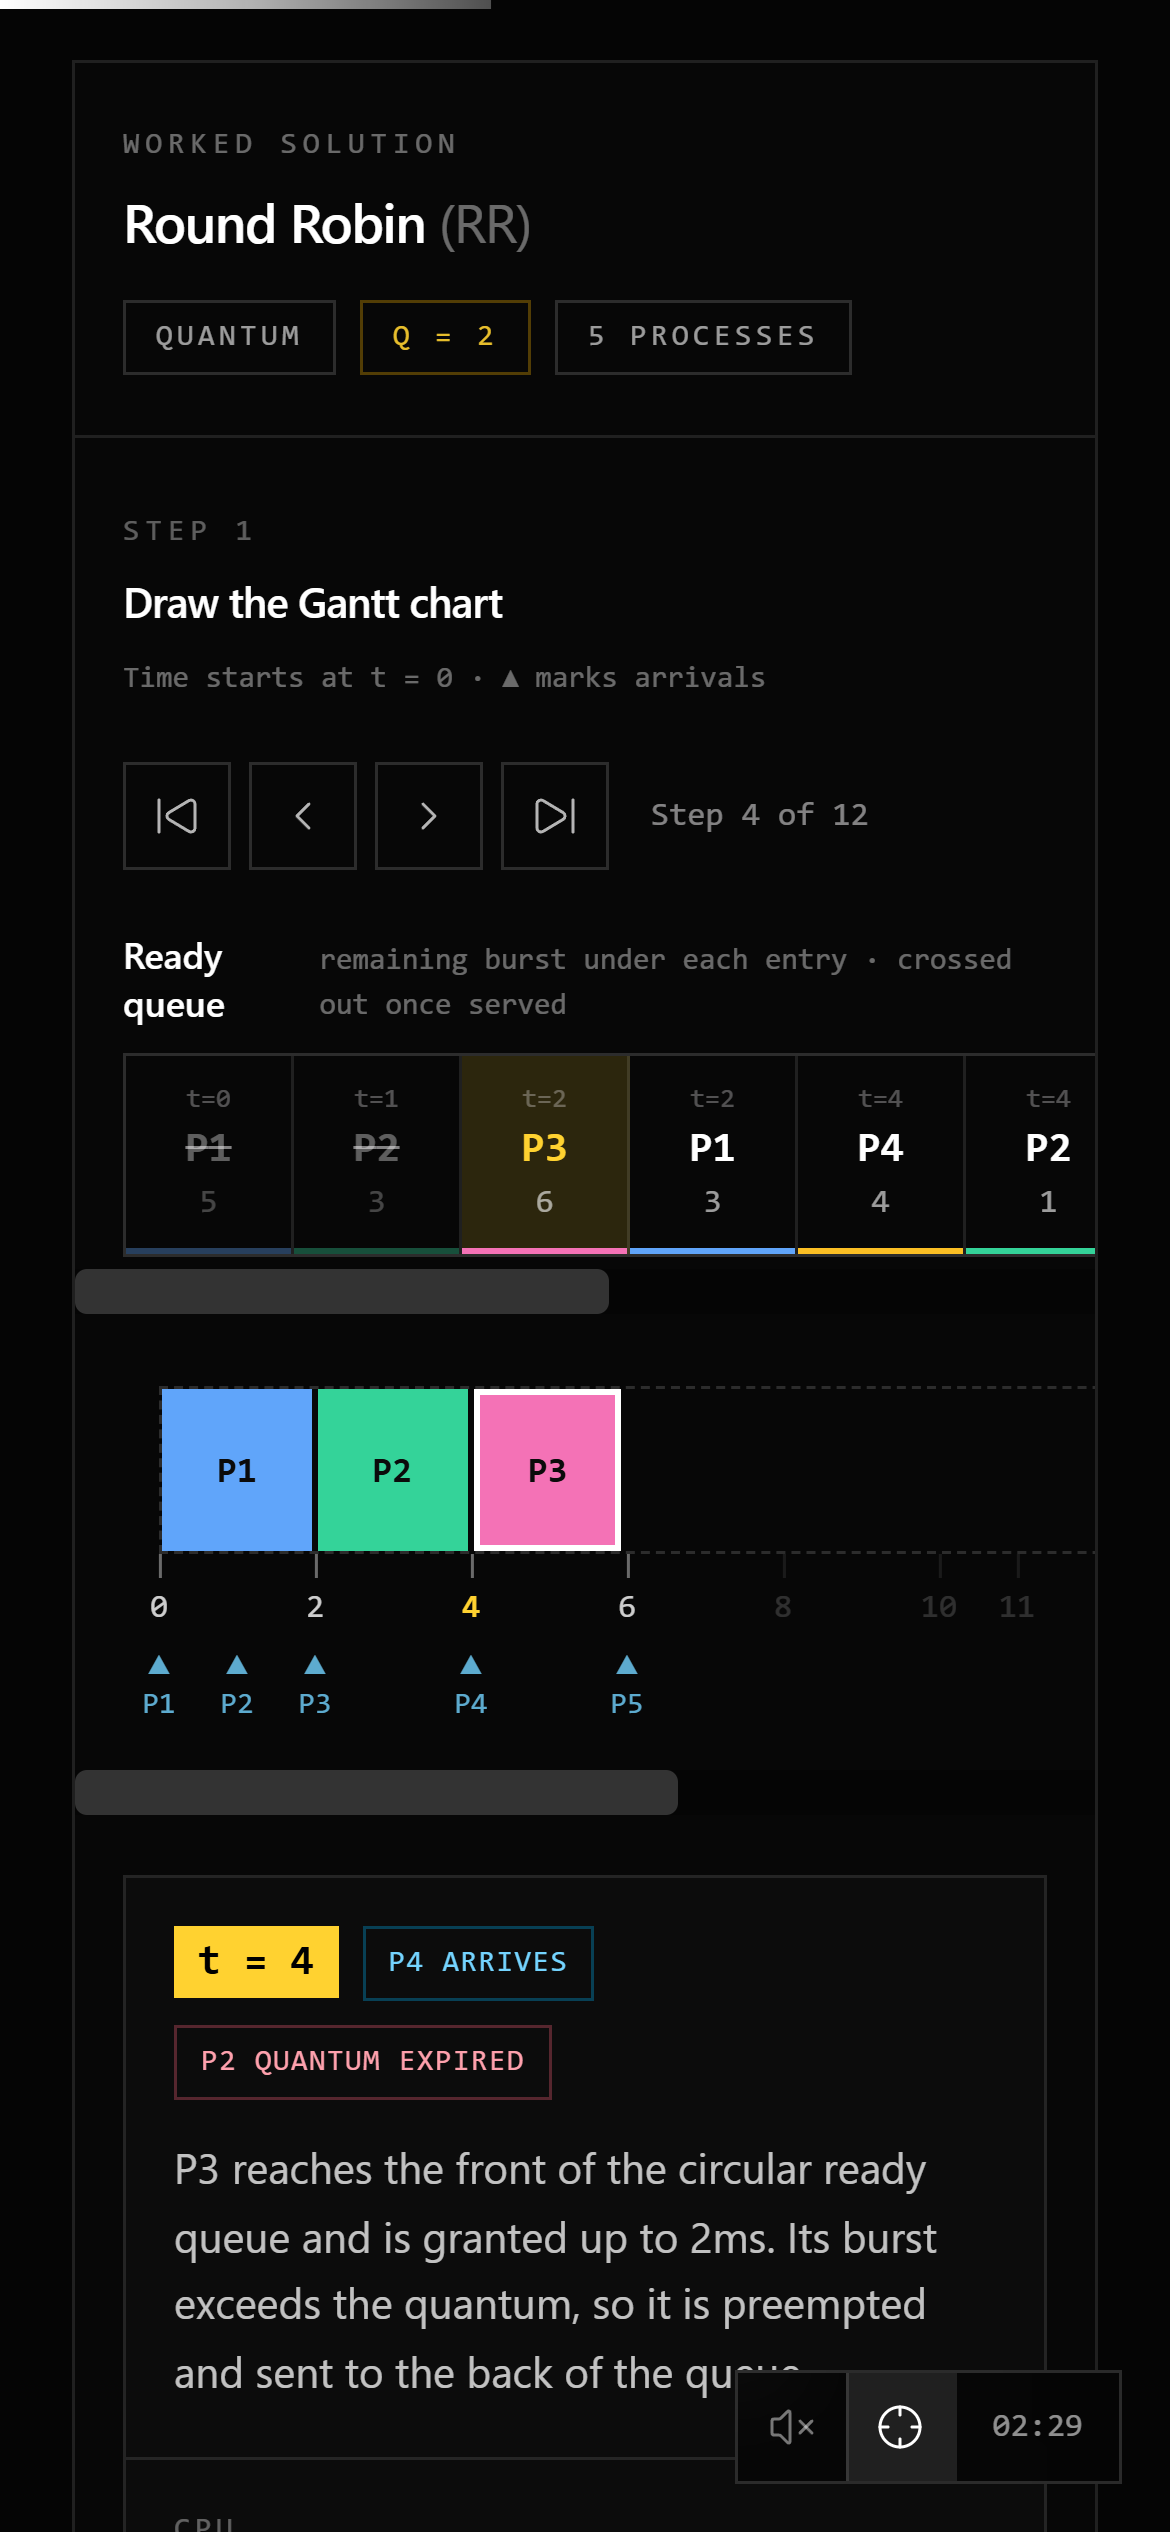 WORKED SOLUTION
Round Robin (RR)
QUANTUM
Q = 2
5 PROCESSES
STEP 1
Draw the Gantt chart
Time starts at t = 0 · ▲ marks arrivals
Step 4 of 12
Ready queue
remaining burst under each entry · crossed
out once served
t=0 t=1 t=2 t=2 t=4 t=4
P1 P2 P3 P1 P4 P2
5 3 6 3 4 1
P1 P2 P3
0 2 4 6 8 10 11
▲ ▲ ▲ ▲ ▲
P1 P2 P3 P4 P5
t = 4
P4 ARRIVES
P2 QUANTUM EXPIRED
P3 reaches the front of the circular ready
queue and is granted up to 2ms. Its burst
exceeds the quantum, so it is preempted
and sent to the back of the queue
02:29
CPU